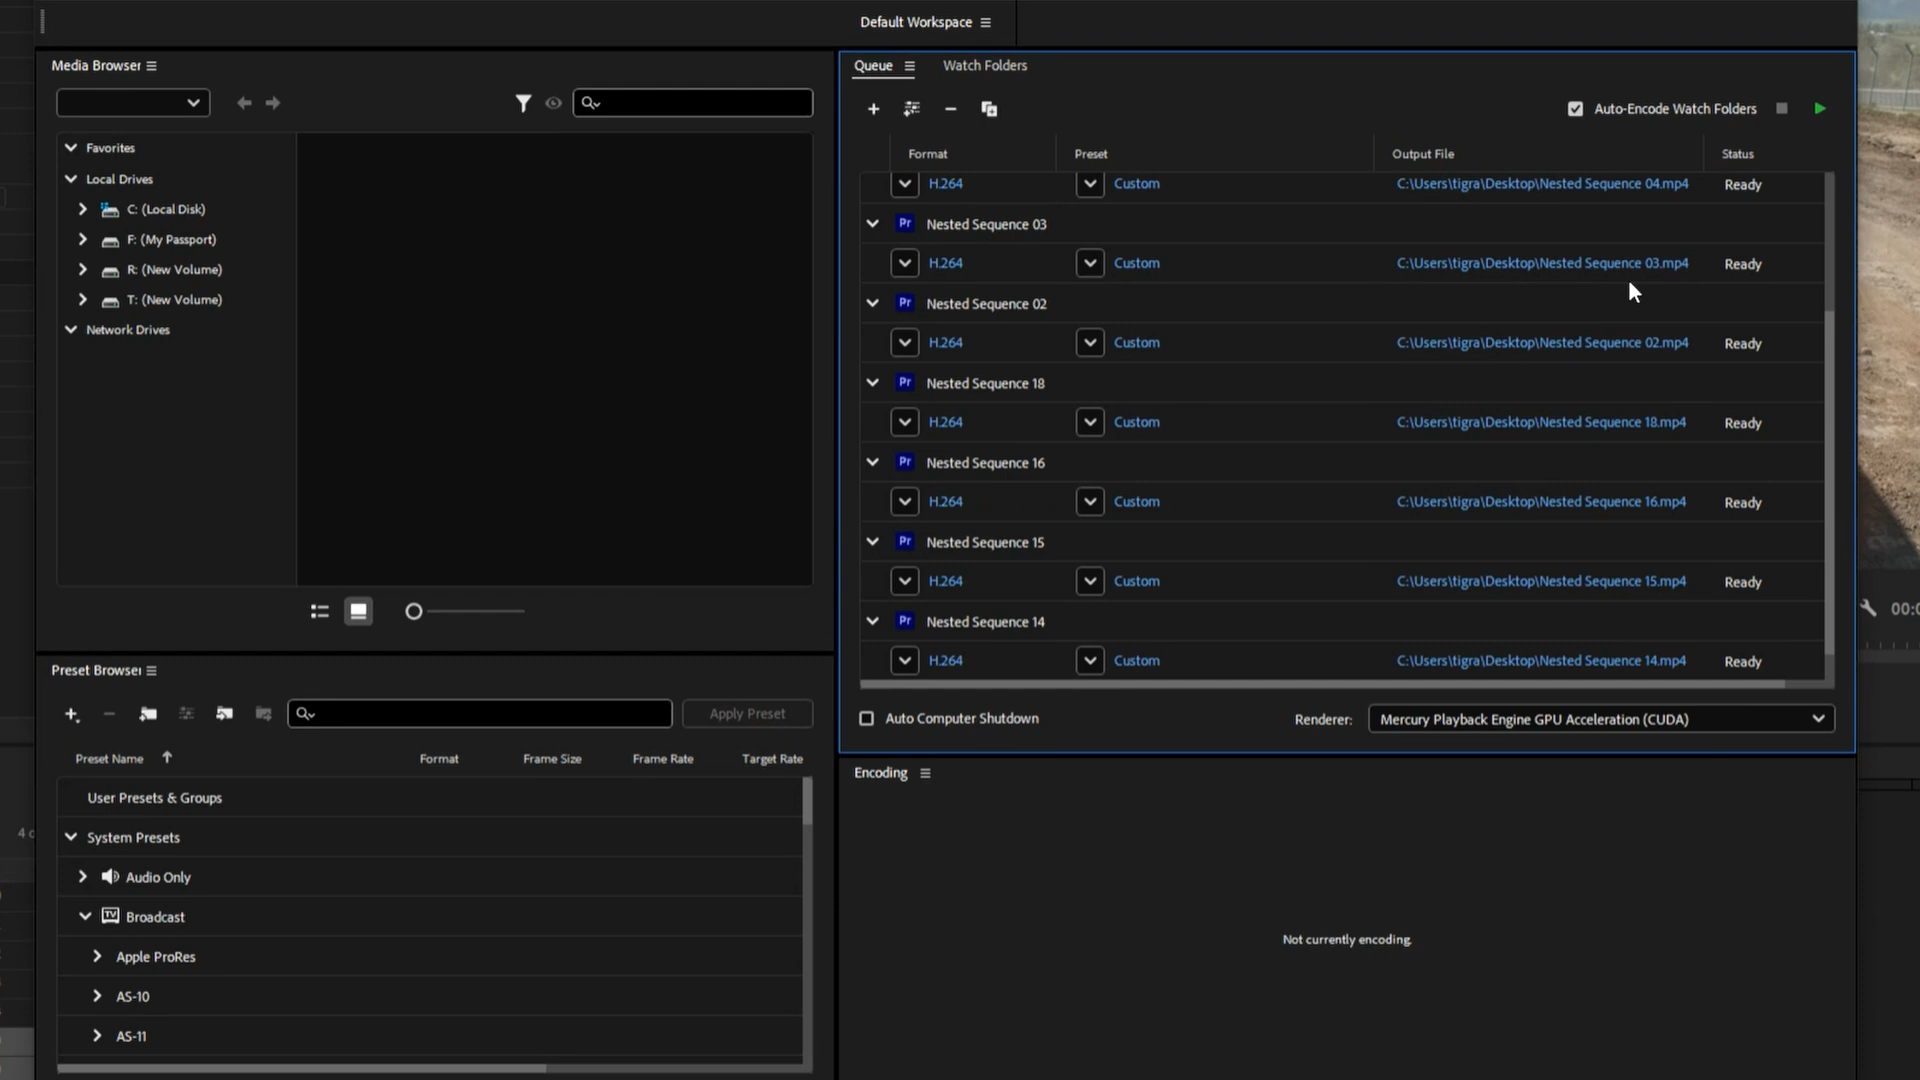 Default Workspace
Media Browser
Favorites
Local Drives
C: (Local Disk)
F: (My Passport)
R: (New Volume)
T: (New Volume)
Network Drives
Preset Browser
Apply Preset
Preset Name Format Frame Size Frame Rate Target Rate
User Presets & Groups
System Presets
Audio Only
TV Broadcast
Apple ProRes
AS-10
AS-11
Queue Watch Folders
Auto-Encode Watch Folders
Format Preset Output File Status
H.264 Custom C:\Users\tigra\Desktop\Nested Sequence 04.mp4 Ready
Pr Nested Sequence 03
H.264 Custom C:\Users\tigra\Desktop\Nested Sequence 03.mp4 Ready
Pr Nested Sequence 02
H.264 Custom C:\Users\tigra\Desktop\Nested Sequence 02.mp4 Ready
Pr Nested Sequence 18
H.264 Custom C:\Users\tigra\Desktop\Nested Sequence 18.mp4 Ready
Pr Nested Sequence 16
H.264 Custom C:\Users\tigra\Desktop\Nested Sequence 16.mp4 Ready
Pr Nested Sequence 15
H.264 Custom C:\Users\tigra\Desktop\Nested Sequence 15.mp4 Ready
Pr Nested Sequence 14
H.264 Custom C:\Users\tigra\Desktop\Nested Sequence 14.mp4 Ready
Auto Computer Shutdown Renderer: Mercury Playback Engine GPU Acceleration (CUDA)
Encoding
Not currently encoding.